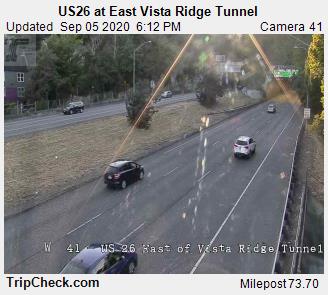 US26 at East Vista Ridge Tunnel
Updated  Sep 05 2020  6:12 PM
Camera 41
W  41  US 26 East of Vista Ridge Tunnel
TripCheck.com
Milepost73.70